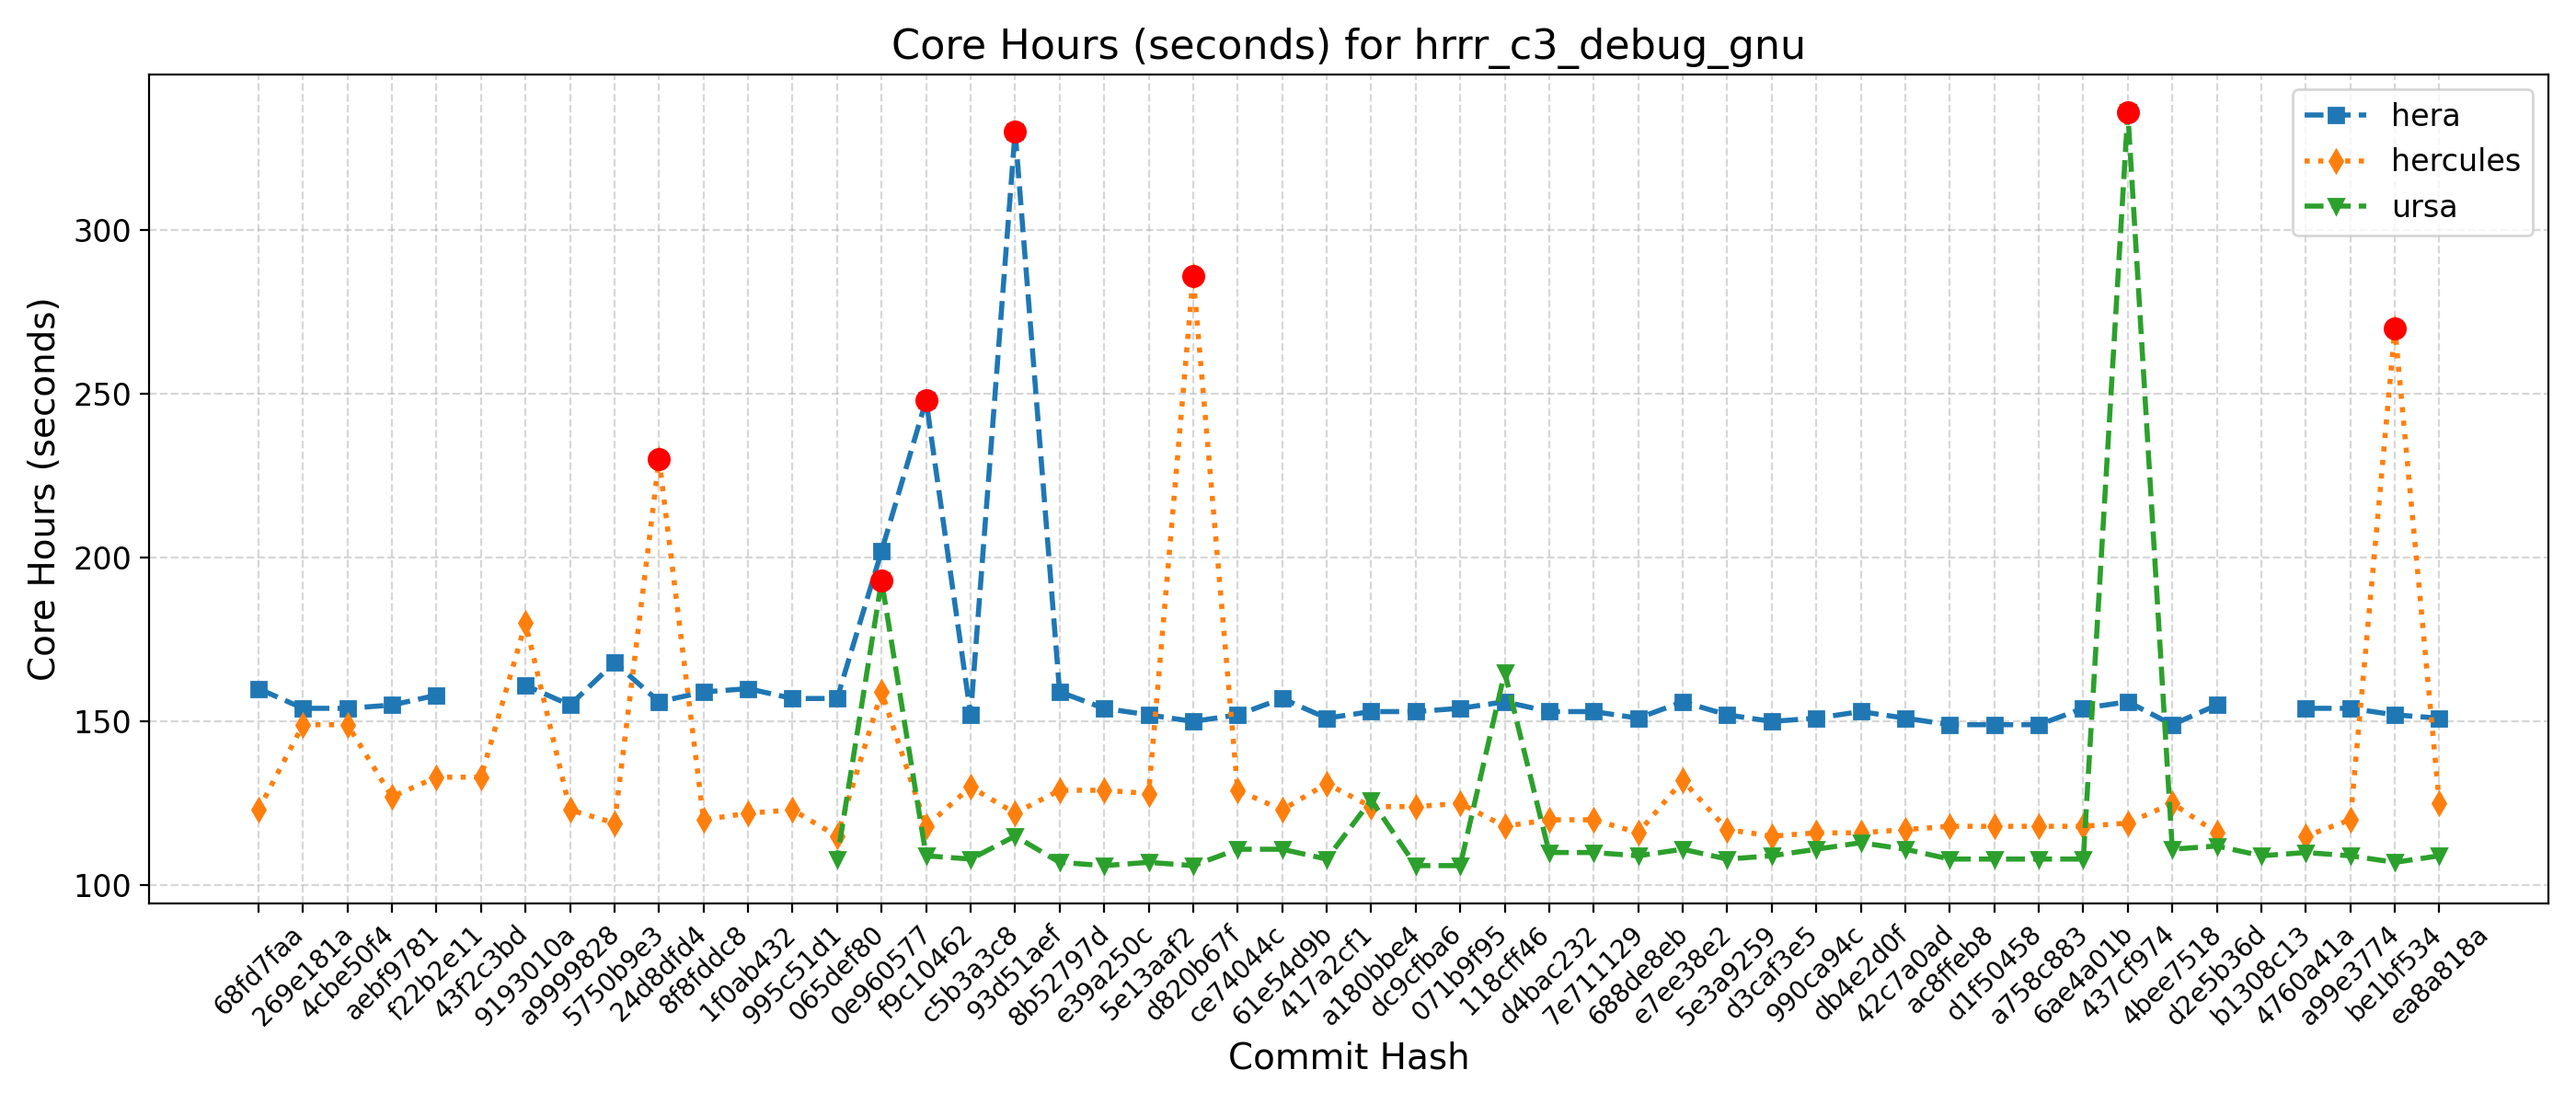 Core Hours (seconds) for hrrr_c3_debug_gnu
hera
hercules
ursa
Core Hours (seconds)
300
250
200
150
100
68fd7faa
269e181a
4cbe50f4
aebf9781
f22b2e11
43f2c3bd
9193010a
a9999828
5750b9e3
24d8dfd4
8f8fddc8
1f0ab432
995c51d1
065def80
0e960577
f9c10462
c5b3a3c8
93d51aef
8b52797d
e39a250c
5e13aaf2
d820b67f
ce74044c
61e54d9b
417a2cf1
a180bbe4
dc9cfba6
071b9f95
118cff46
d4bac232
7e711129
688de8eb
e7ee38e2
5e3a9259
d3caf3e5
990ca94c
db4e2d0f
42c7a0ad
ac8ffeb8
d1f50458
a758c883
6ae4a01b
437cf974
4bee7518
d2e5b36d
b1308c13
4760a41a
a99e3774
be1bf534
ea8a818a
Commit Hash